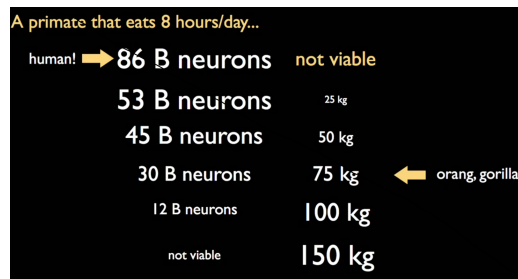 A primate that eats 8 hours/day...
human! 86 B neurons not viable
53 B neurons 25 kg
45 B neurons 50 kg
30 B neurons 75 kg orang, gorilla
12 B neurons 100 kg
not viable 150 kg